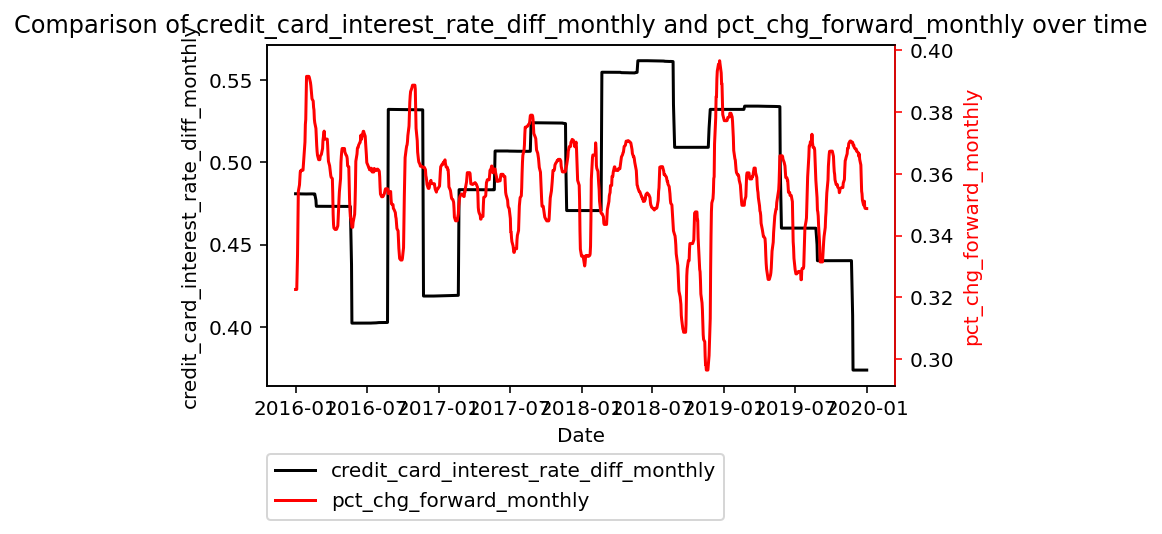 Comparison of credit_card_interest_rate_diff_monthly and pct_chg_forward_monthly over time
credit_card_interest_rate_diff_monthly
0.55
0.50
0.45
0.40
0.40
0.38
0.36
0.34
0.32
0.30
pct_chg_forward_monthly
2016-01 2016-07 2017-01 2017-07 2018-01 2018-07 2019-01 2019-07 2020-01
Date
credit_card_interest_rate_diff_monthly
pct_chg_forward_monthly